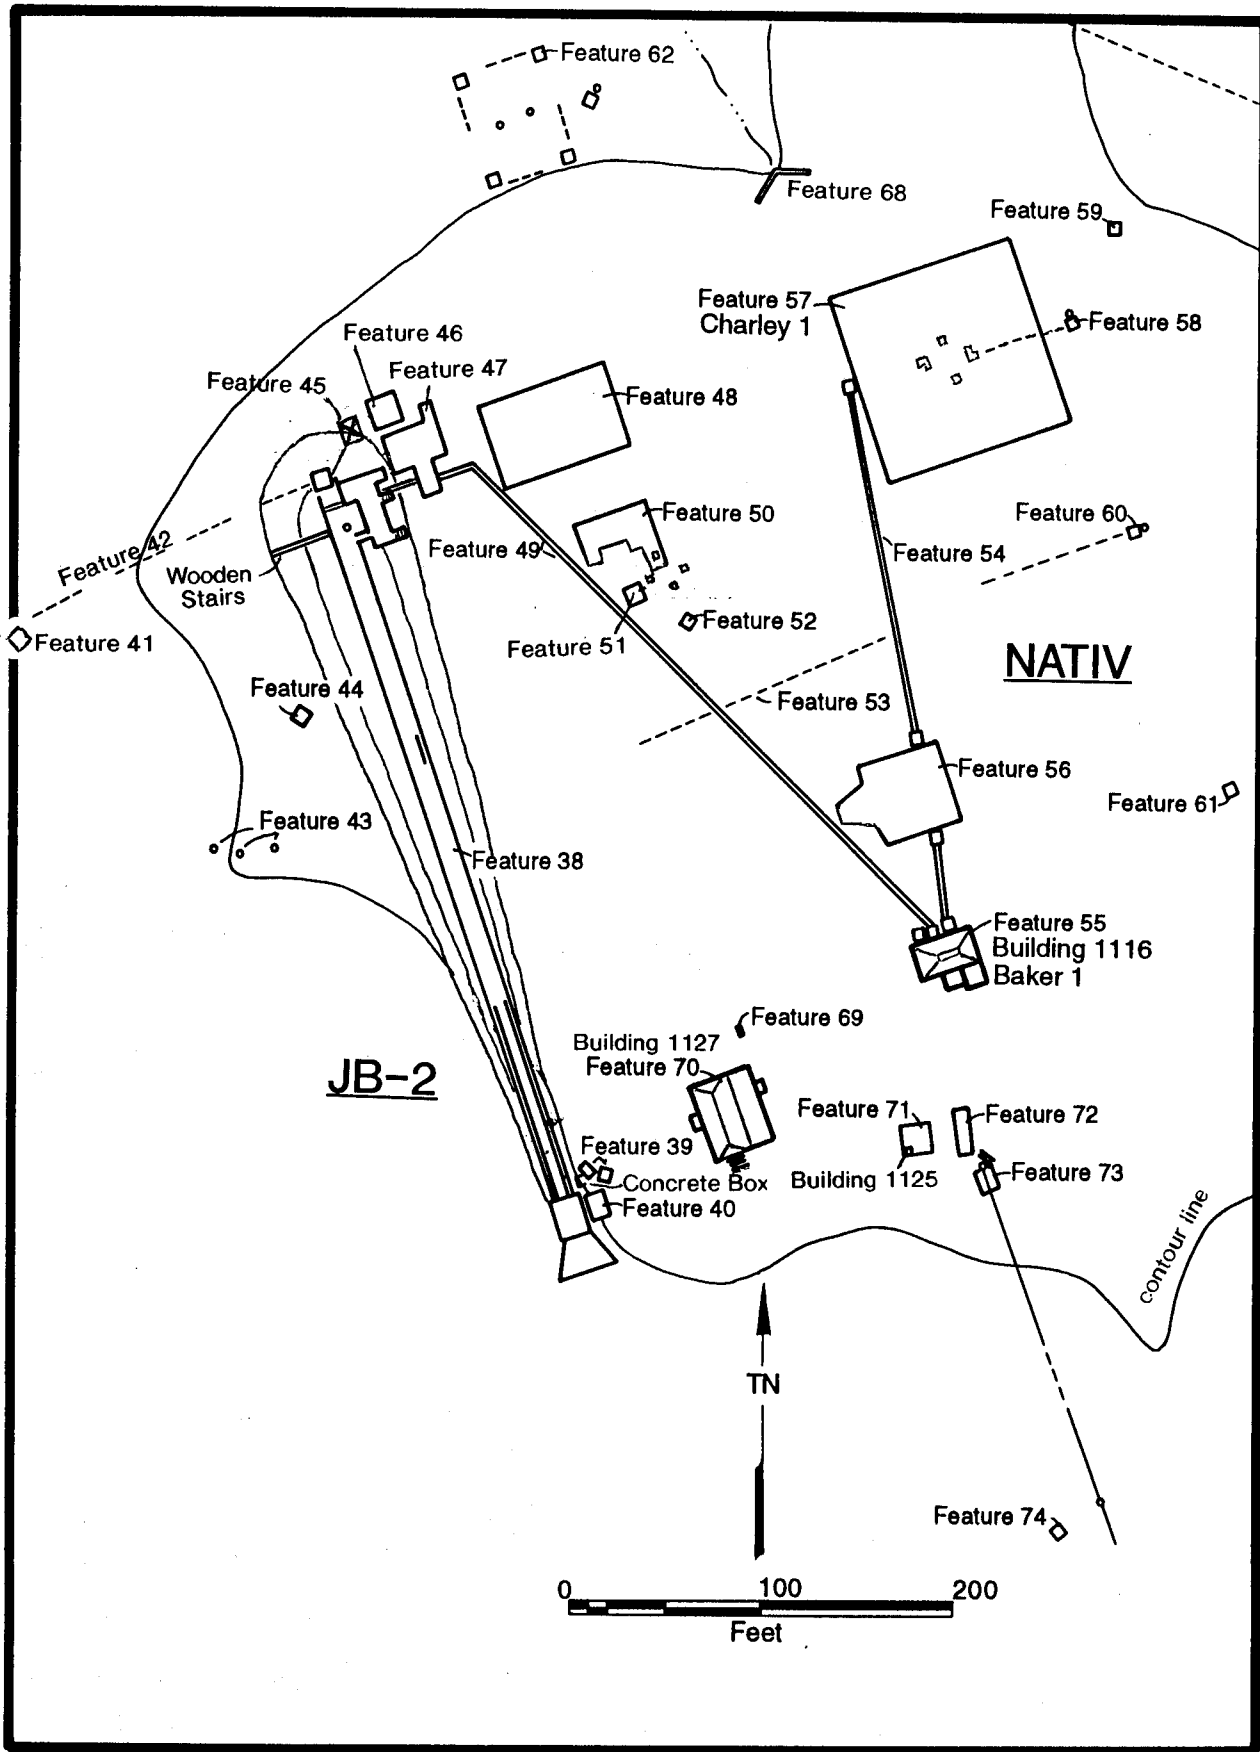 Feature 62
Feature 68
Feature 59
Feature 57
Charley 1
Feature 58
Feature 46
Feature 47
Feature 45
Feature 48
Feature 50
Feature 60
Feature 49
Feature 54
Feature 42
Wooden
Stairs
Feature 41
Feature 52
Feature 51
NATIV
Feature 44
Feature 53
Feature 56
Feature 61
Feature 43
Feature 38
Feature 55
Building 1116
Baker 1
Feature 69
Building 1127
Feature 70
JB-2
Feature 71
Feature 72
Feature 39
Concrete Box
Building 1125
Feature 73
Feature 40
contour line
TN
Feature 74
0 100 200
Feet